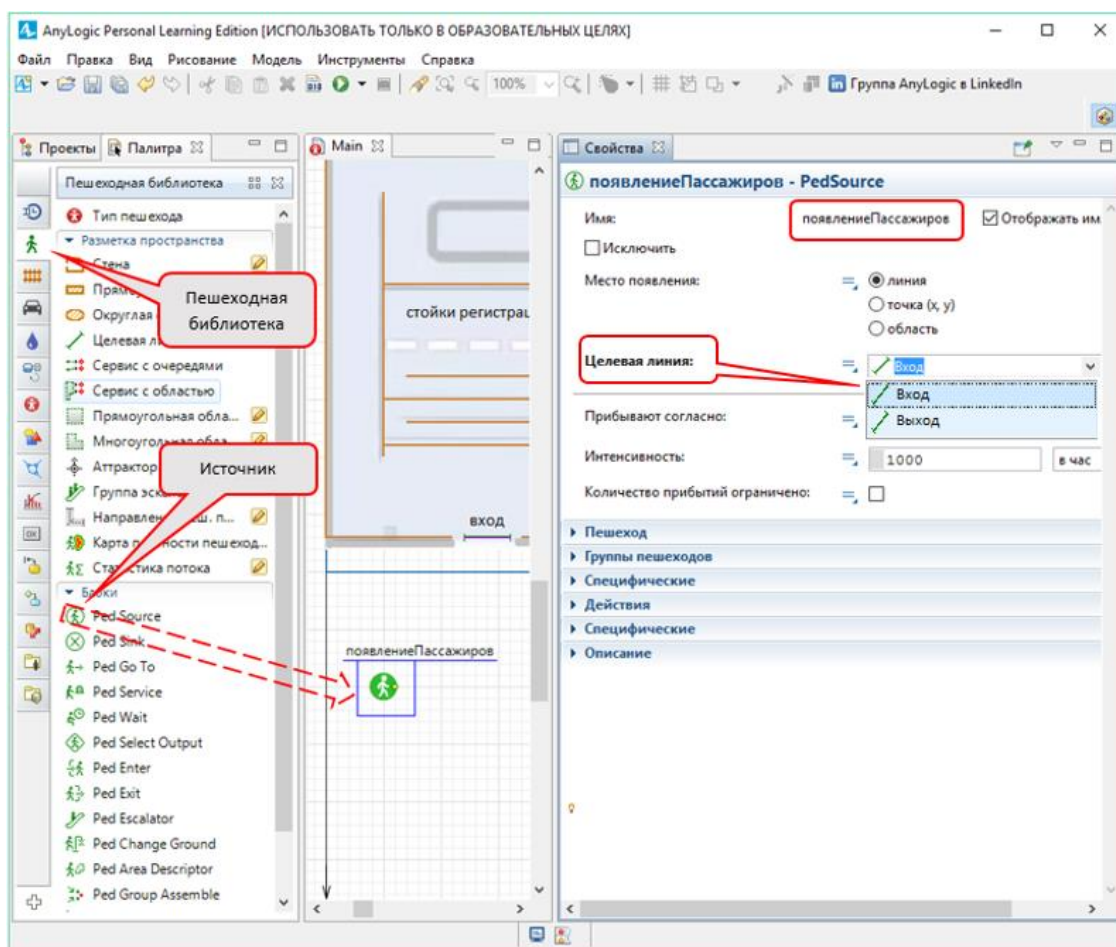 AnyLogic Personal Learning Edition [ИСПОЛЬЗОВАТЬ ТОЛЬКО В ОБРАЗОВАТЕЛЬНЫХ ЦЕЛЯХ]
Файл Правка Вид Рисование Модель Инструменты Справка
100% Группа AnyLogic в LinkedIn
Проекты Палитра
Пешеходная библиотека
Тип пешехода
Разметка пространства
Стена
Пешеходная
библиотека
Округлая
Целевая
Сервис с очередями
Сервис с областью
Прямоугольная обла...
Многоугольная обла...
Аттрактор
Группа
Источник
Карта пешеход...
Статистика потока
Блоки
Ped Source
Ped Sink
Ped Go To
Ped Service
Ped Wait
Ped Select Output
Ped Enter
Ped Exit
Ped Escalator
Ped Change Ground
Ped Area Descriptor
Ped Group Assemble
Main
стойки регистрац
вход
появлениеПассажиров
Свойства
появлениеПассажиров - PedSource
Имя: появлениеПассажиров Отображать им
Исключить
Место появления: линия
точка (x, y)
область
Целевая линия: Вход
Вход
Выход
Прибывают согласно:
Интенсивность: 1000 в час
Количество прибытий ограничено:
Пешеход
Группы пешеходов
Специфические
Действия
Специфические
Описание